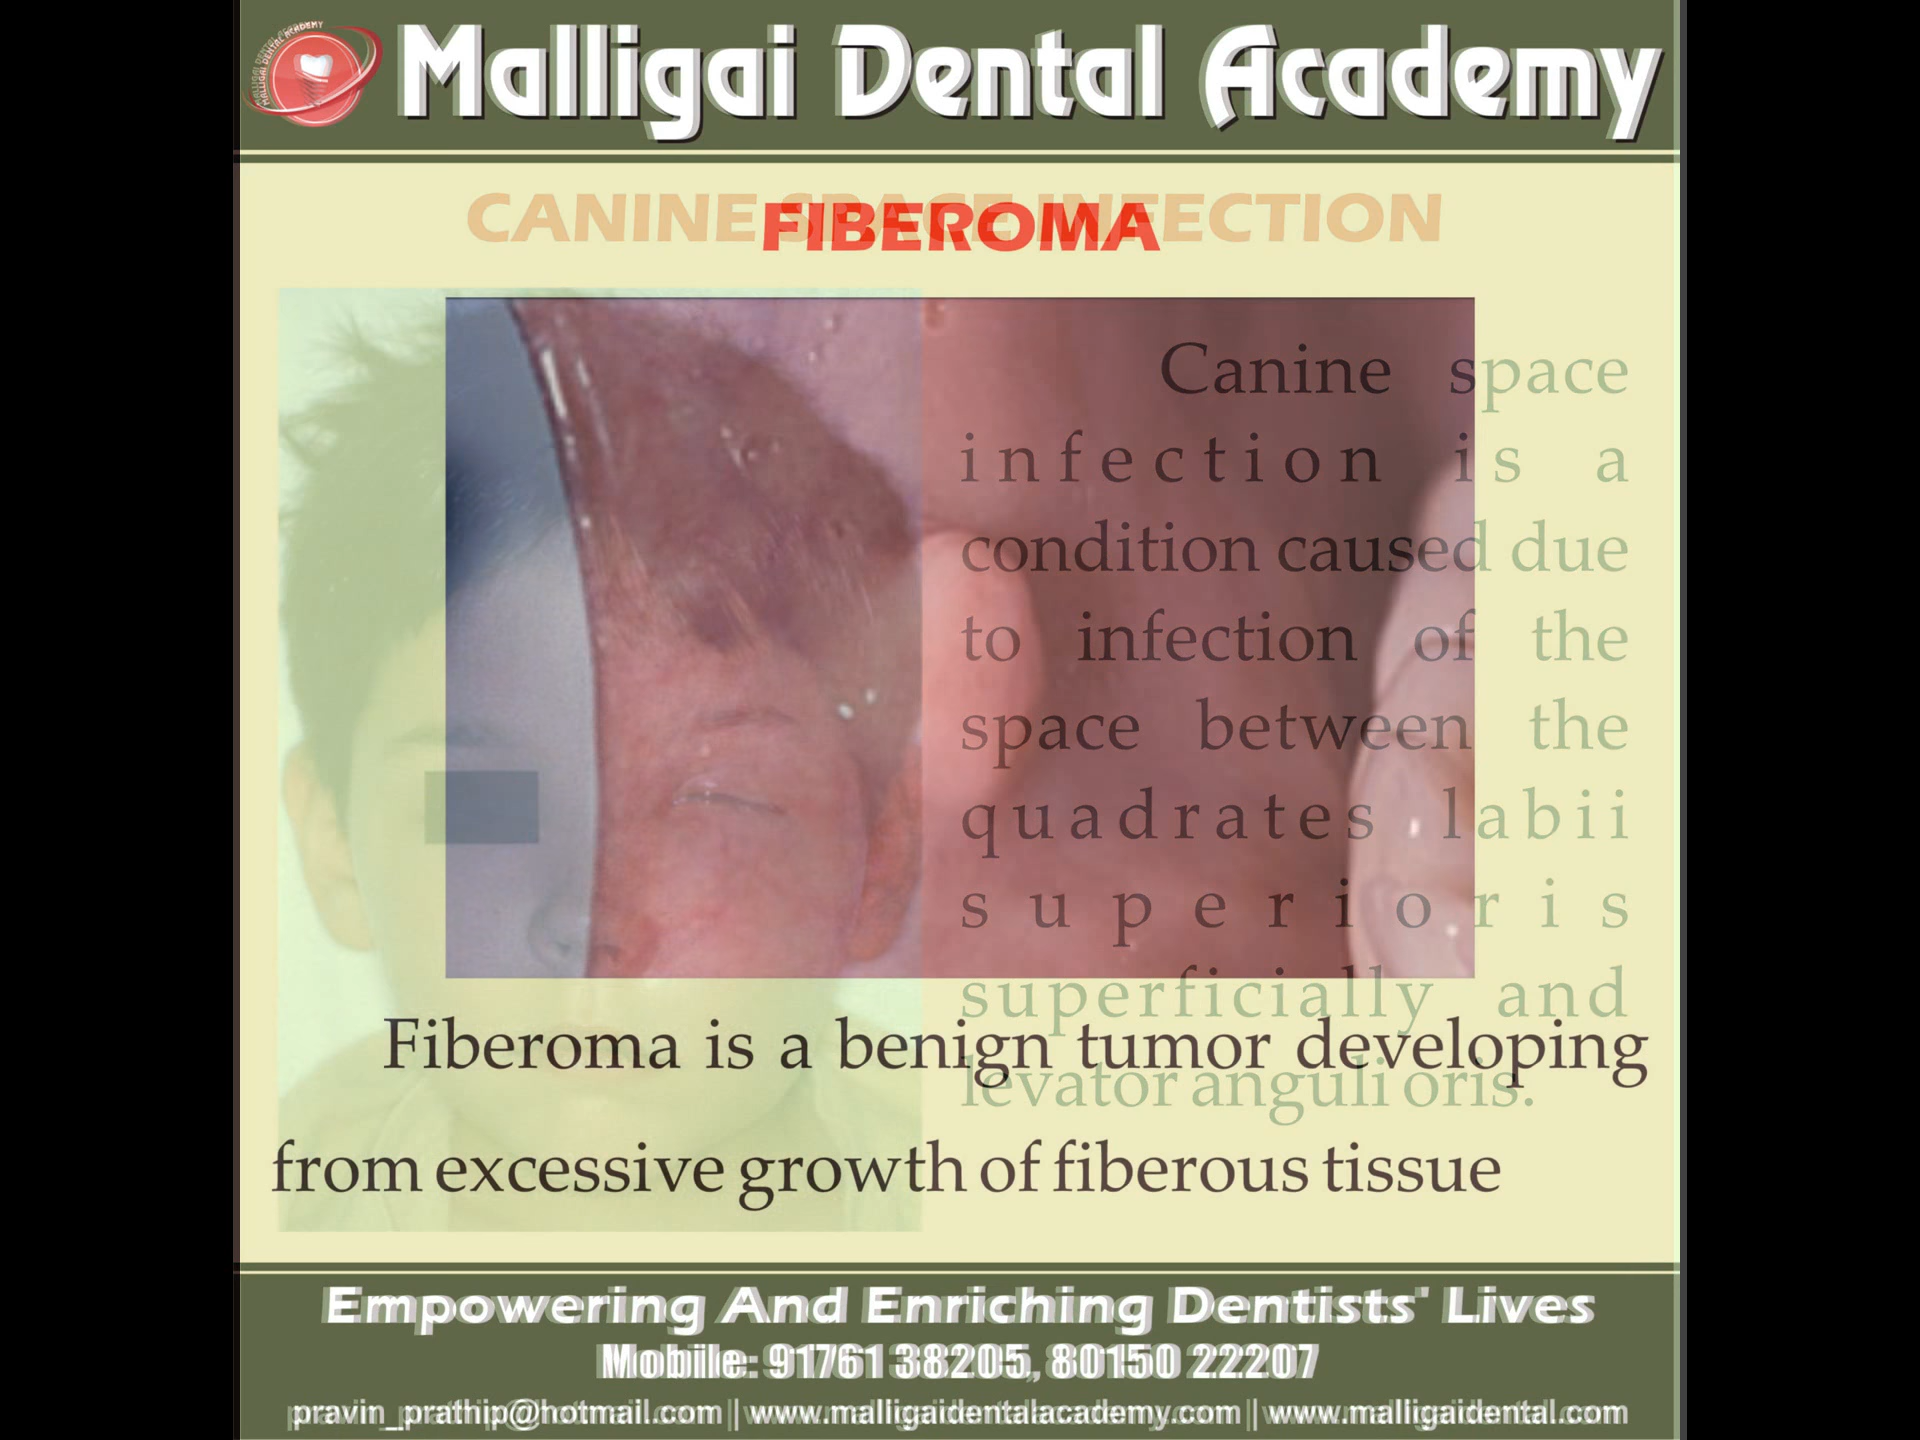 MALLIGAI DENTAL ACADEMY
Malligai Dental Academy
CANINE SPACE INFECTION
FIBEROMA
Canine space
infection is a
condition caused due
to infection of the
space between the
quadrates labii
superioris
superficially and
levator anguli oris.
Fiberoma is a benign tumor developing
from excessive growth of fiberous tissue
Empowering And Enriching Dentists' Lives
Mobile: 91761 38205, 80150 22207
pravin_prathip@hotmail.com || www.malligaidentalacademy.com || www.malligaidental.com